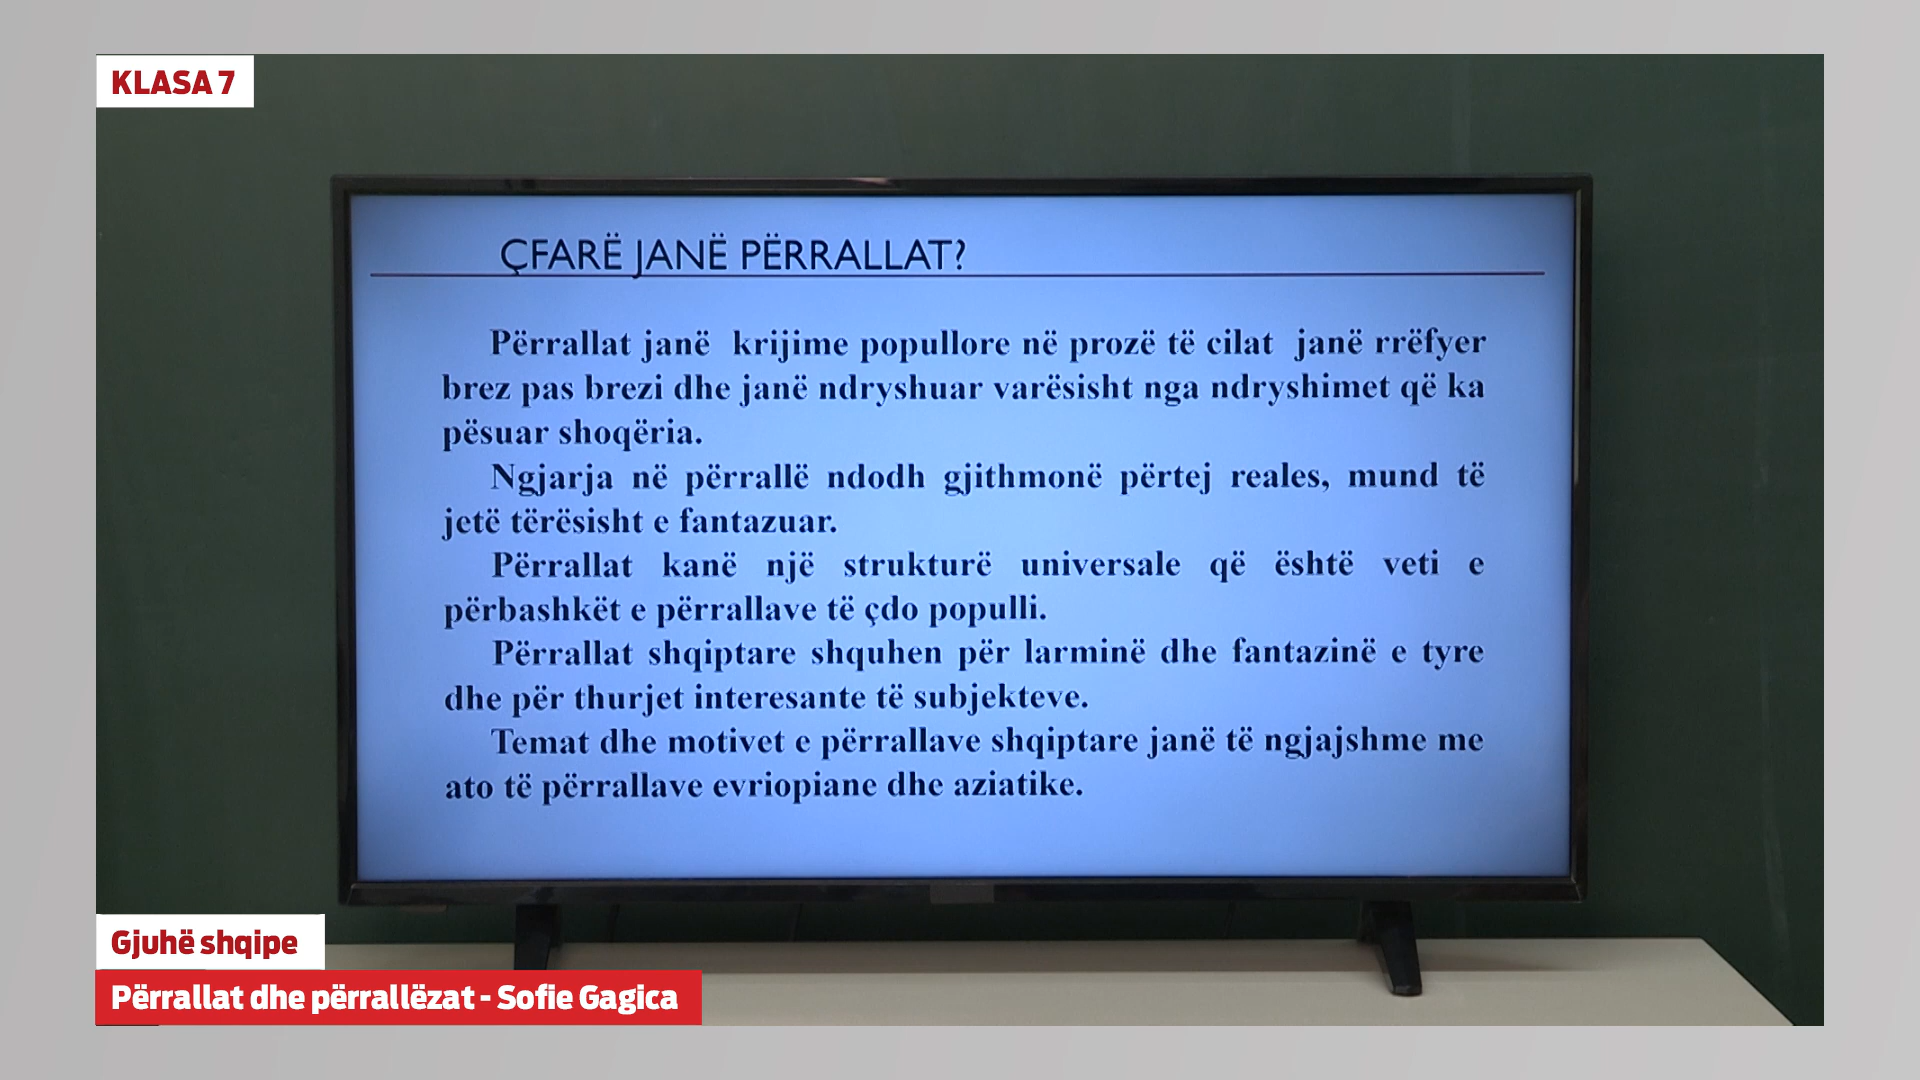 KLASA 7
ÇFARË JANË PËRRALLAT?
Përrallat janë krijime popullore në prozë të cilat janë rrëfyer
brez pas brezi dhe janë ndryshuar varësisht nga ndryshimet që ka
pësuar shoqëria.
Ngjarja në përrallë ndodh gjithmonë përtej reales, mund të
jetë tërësisht e fantazuar.
Përrallat kanë një strukturë universale që është veti e
përbashkët e përrallave të çdo populli.
Përrallat shqiptare shquhen për larminë dhe fantazinë e tyre
dhe për thurjet interesante të subjekteve.
Temat dhe motivet e përrallave shqiptare janë të ngjajshme me
ato të përrallave evriopiane dhe aziatike.
Gjuhë shqipe
Përrallat dhe përrallëzat - Sofie Gagica